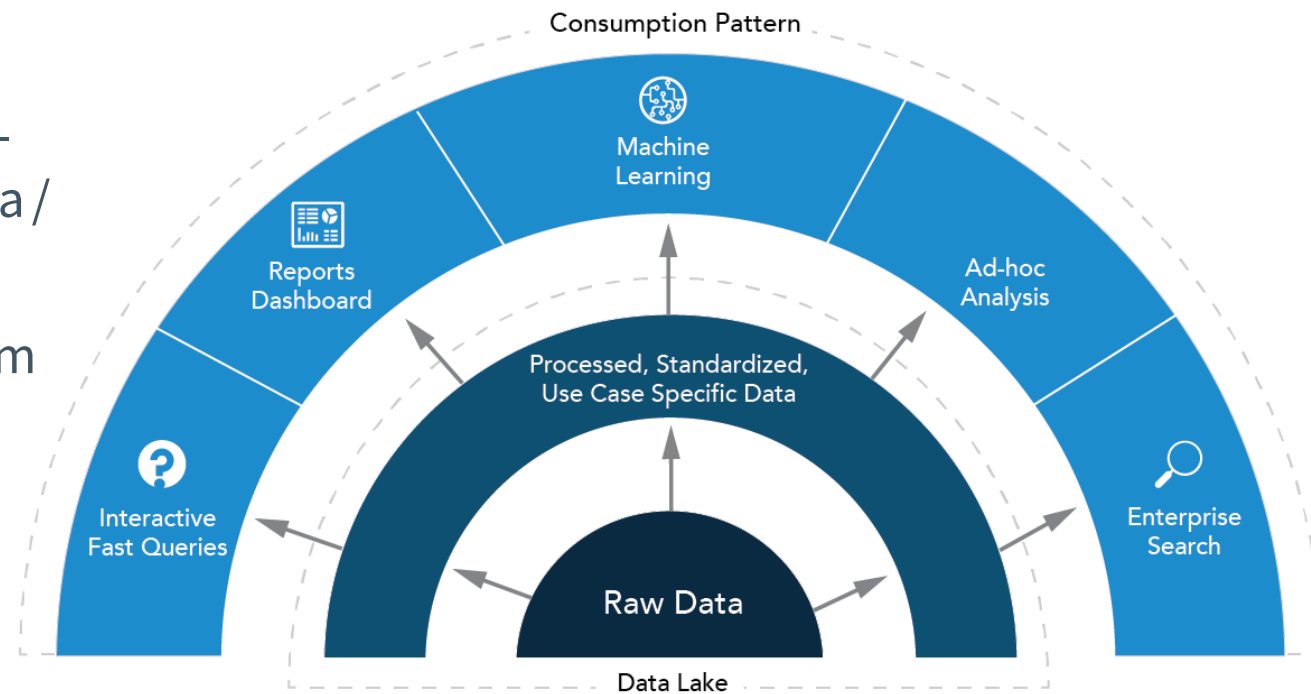 Consumption Pattern
Machine
Learning
a /
Reports
Dashboard
Ad-hoc
Analysis
m
Processed, Standardized,
Use Case Specific Data
Interactive
Fast Queries
Enterprise
Search
Raw Data
Data Lake